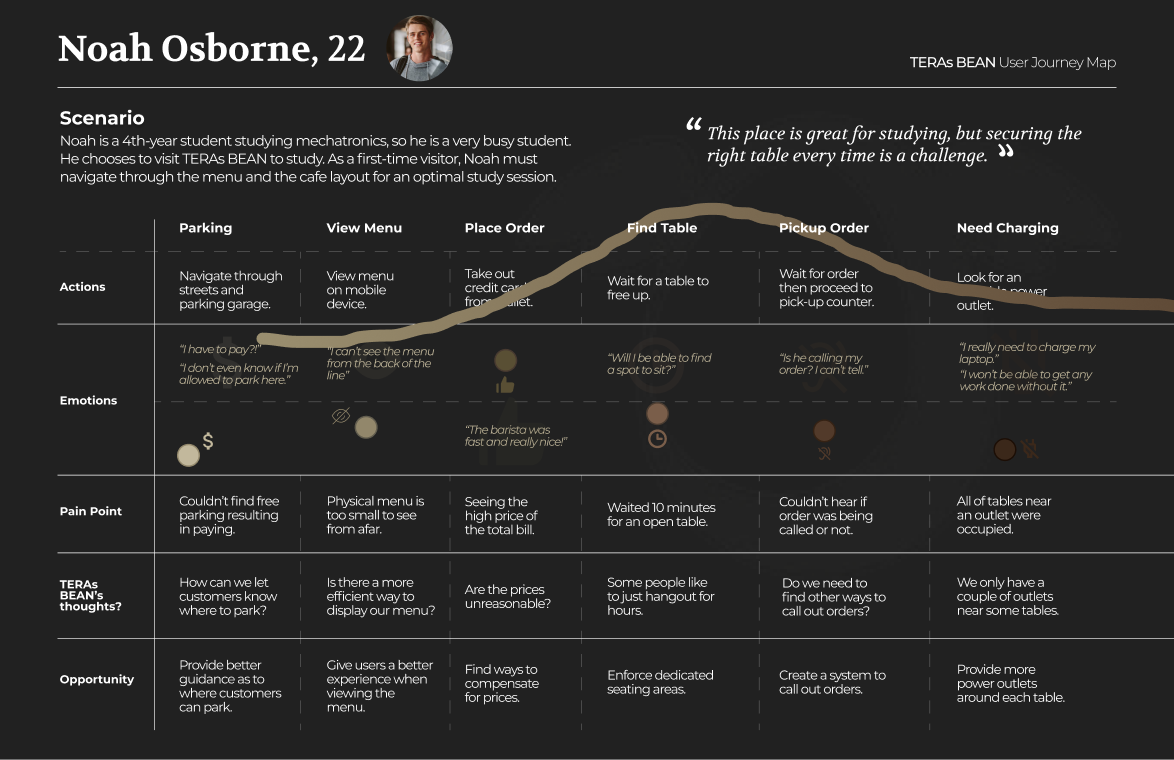 Noah Osborne, 22
TERAs BEAN User Journey Map
Scenario
Noah is a 4th-year student studying mechatronics, so he is a very busy student.
He chooses to visit TERAs BEAN to study. As a first-time visitor, Noah must
navigate through the menu and the cafe layout for an optimal study session.
“ This place is great for studying, but securing the
right table every time is a challenge. ”
Parking
View Menu
Place Order
Find Table
Pickup Order
Need Charging
Actions
Navigate through
streets and
parking garage.
View menu
on mobile
device.
Take out
credit card
from wallet.
Wait for a table to
free up.
Wait for order
then proceed to
pick-up counter.
Look for an
power
outlet.
Emotions
“I have to pay?!”
“I don’t even know if I’m
allowed to park here.”
$
“I can’t see the menu
from the back of the
line”
“The barista was
fast and really nice!”
“Will I be able to find
a spot to sit?”
“Is he calling my
order? I can’t tell.”
“I really need to charge my
laptop.”
“I won’t be able to get any
work done without it.”
Pain Point
Couldn’t find free
parking resulting
in paying.
Physical menu is
too small to see
from afar.
Seeing the
high price of
the total bill.
Waited 10 minutes
for an open table.
Couldn’t hear if
order was being
called or not.
All of tables near
an outlet were
occupied.
TERAs
BEAN’s
thoughts?
How can we let
customers know
where to park?
Is there a more
efficient way to
display our menu?
Are the prices
unreasonable?
Some people like
to just hangout for
hours.
Do we need to
find other ways to
call out orders?
We only have a
couple of outlets
near some tables.
Opportunity
Provide better
guidance as to
where customers
can park.
Give users a better
experience when
viewing the
menu.
Find ways to
compensate
for prices.
Enforce dedicated
seating areas.
Create a system to
call out orders.
Provide more
power outlets
around each table.